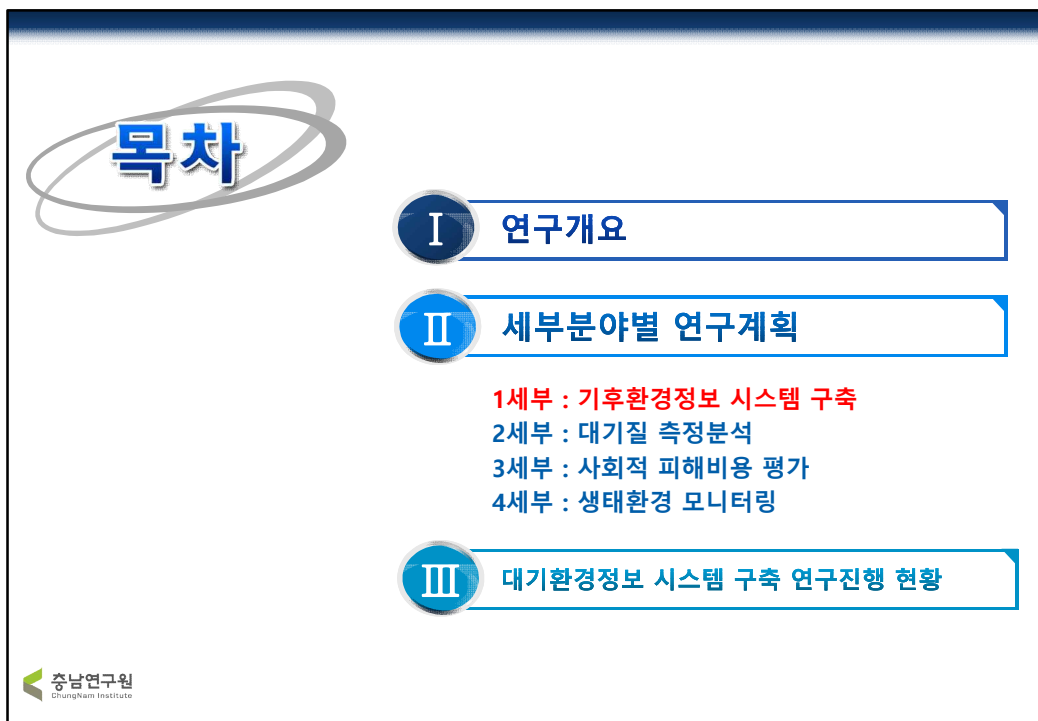 목차
Ⅰ 연구개요
Ⅱ 세부분야별 연구계획
1세부 : 기후환경정보 시스템 구축
2세부 : 대기질 측정분석
3세부 : 사회적 피해비용 평가
4세부 : 생태환경 모니터링
Ⅲ 대기환경정보 시스템 구축 연구진행 현황
충남연구원
ChungNam Institute